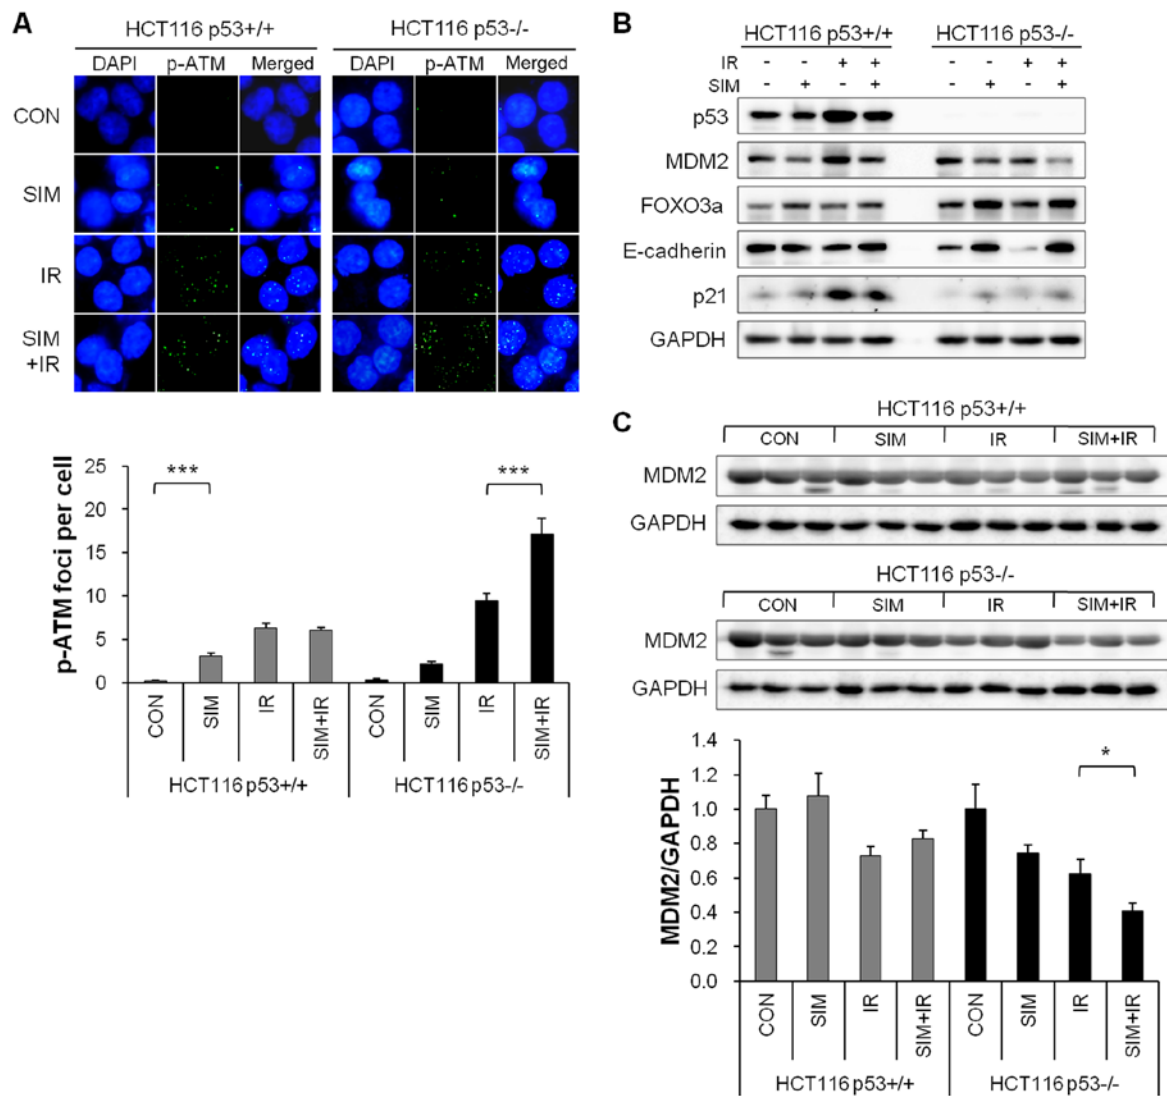 A
HCT116 p53+/+ HCT116 p53-/-
DAPI p-ATM Merged DAPI p-ATM Merged
CON
SIM
IR
SIM
+IR
p-ATM foci per cell
25
20
15
10
5
0
*** ***
CON SIM IR SIM+IR CON SIM IR SIM+IR
HCT116 p53+/+ HCT116 p53-/-
B
HCT116 p53+/+ HCT116 p53-/-
IR - - + + - - + +
SIM - + - + - + - +
p53
MDM2
FOXO3a
E-cadherin
p21
GAPDH
C
HCT116 p53+/+
CON SIM IR SIM+IR
MDM2
GAPDH
HCT116 p53-/-
CON SIM IR SIM+IR
MDM2
GAPDH
MDM2/GAPDH
1.4
1.2
1.0
0.8
0.6
0.4
0.2
0.0
*
CON SIM IR SIM+IR CON SIM IR SIM+IR
HCT116 p53+/+ HCT116 p53-/-